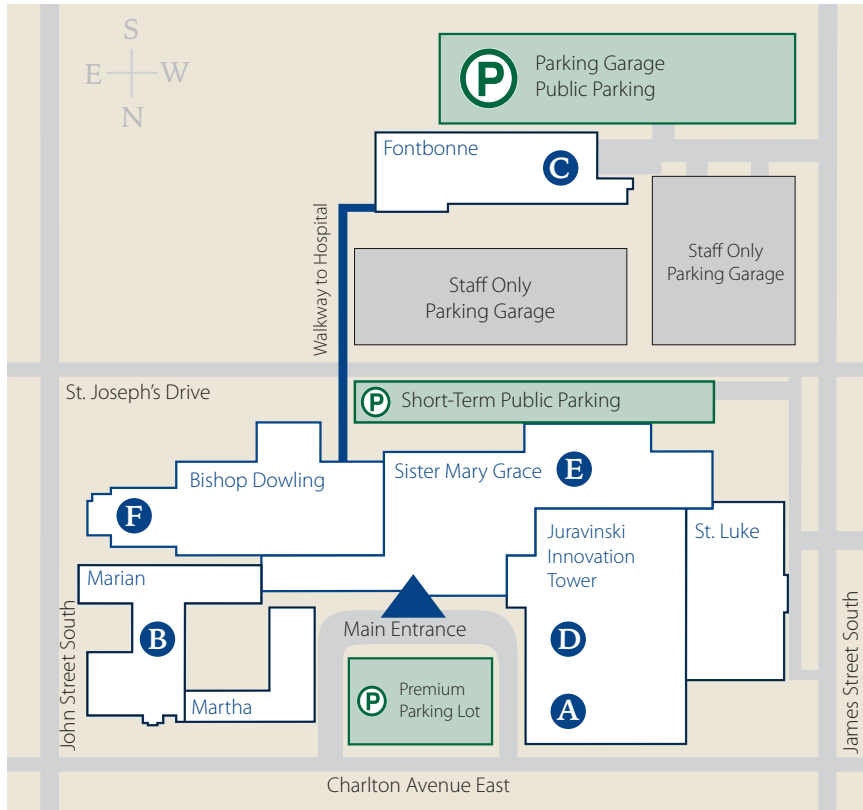 S
E W
N
P
Parking Garage
Public Parking
Fontbonne
C
Walkway to Hospital
Staff Only
Parking Garage
Staff Only
Parking Garage
St. Joseph's Drive
P
Short-Term Public Parking
Bishop Dowling
Sister Mary Grace
E
F
Juravinski
Innovation
Tower
St. Luke
Marian
B
Main Entrance
D
John Street South
James Street South
Martha
P
Premium
Parking Lot
A
Charlton Avenue East